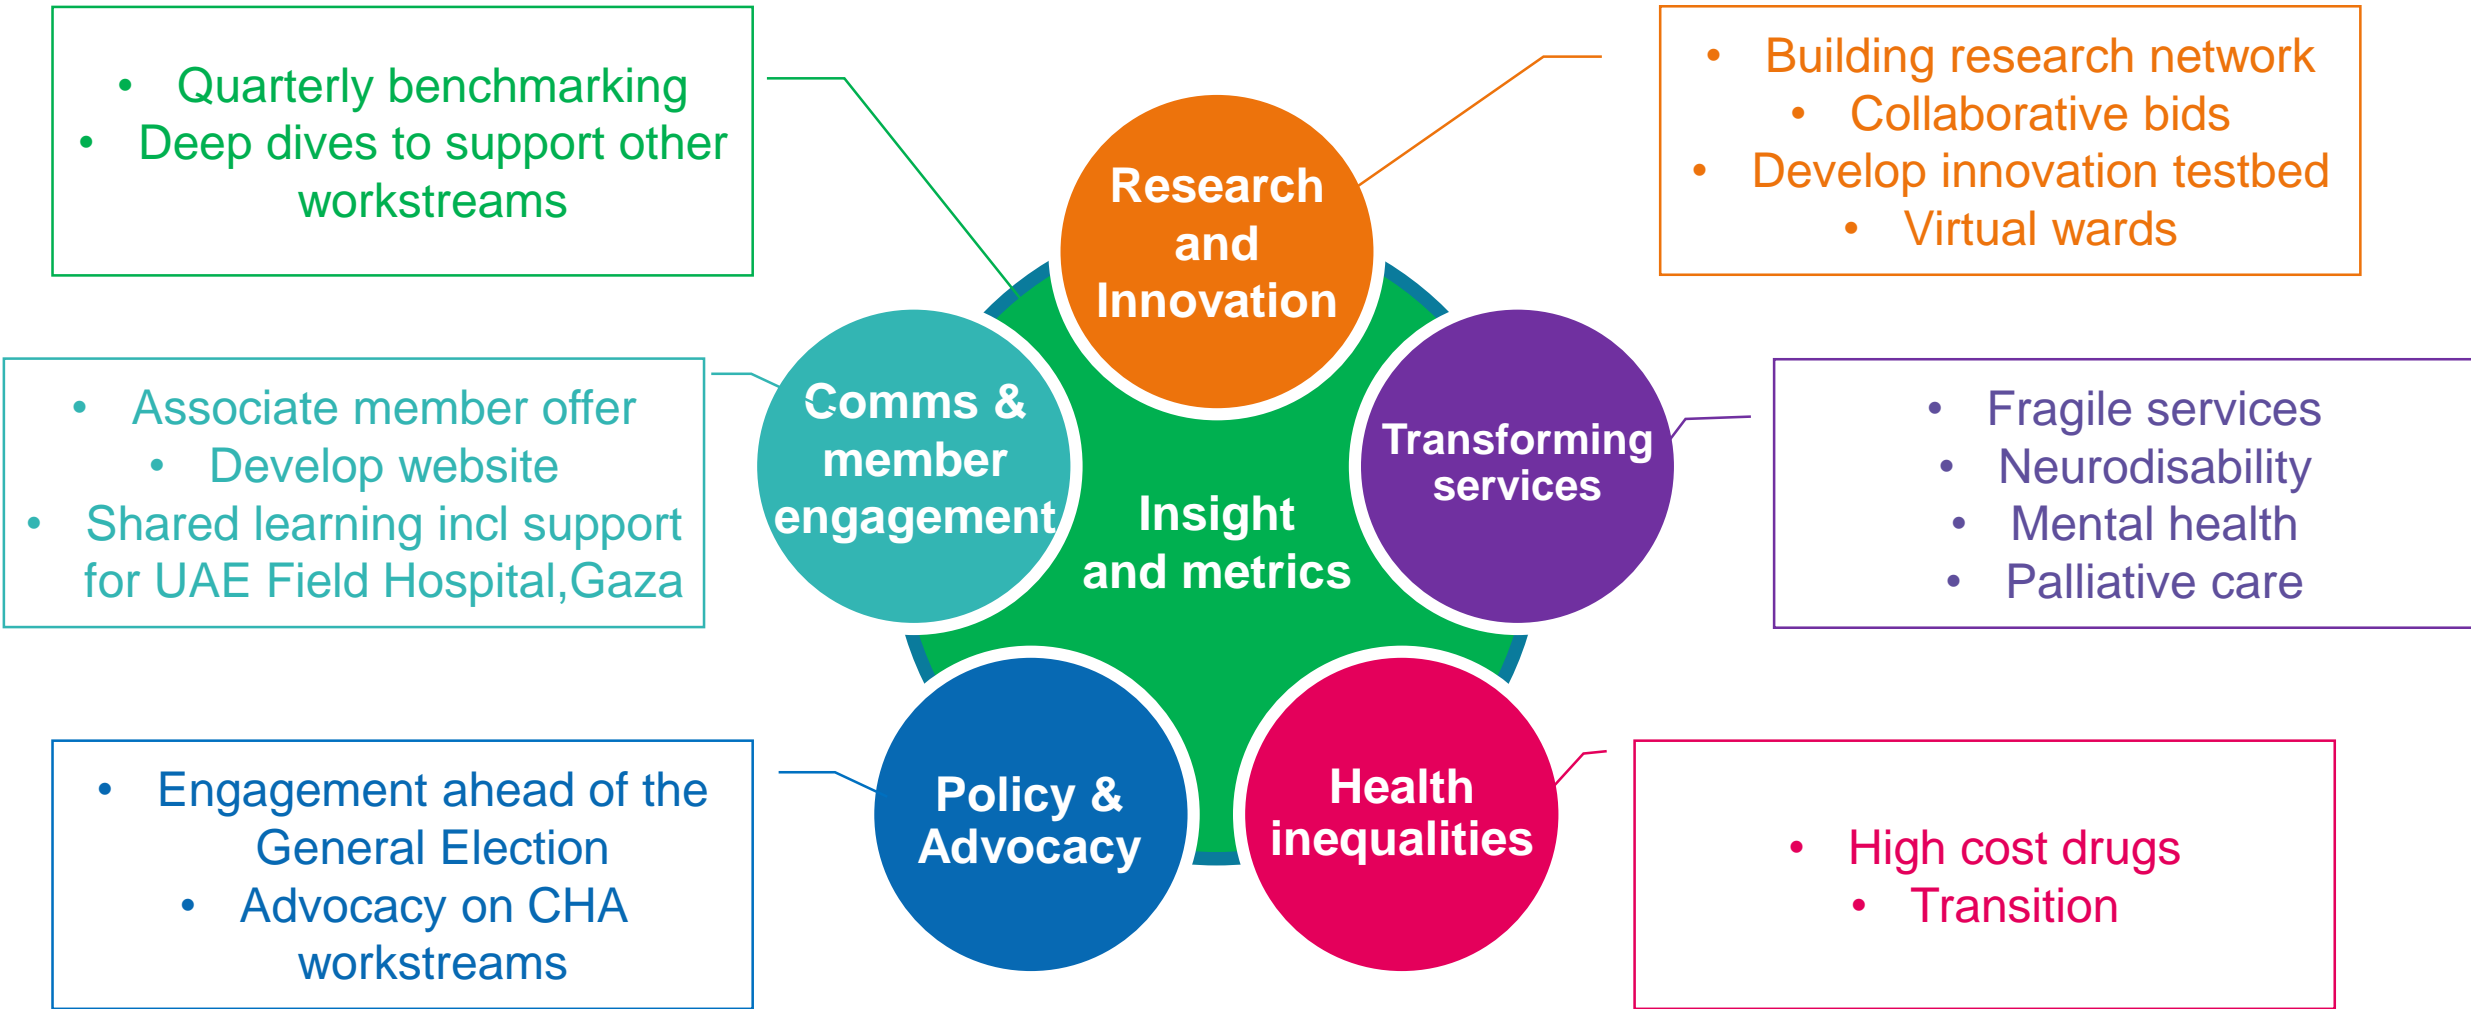 • Quarterly benchmarking
• Deep dives to support other
workstreams
• Building research network
• Collaborative bids
• Develop innovation testbed
• Virtual wards
Research
and
Innovation
• Associate member offer
• Develop website
• Shared learning incl support
for UAE Field Hospital,Gaza
Comms &
member
engagement
Insight
and metrics
Transforming
services
• Fragile services
• Neurodisability
• Mental health
• Palliative care
• Engagement ahead of the
General Election
• Advocacy on CHA
workstreams
Policy &
Advocacy
Health
inequalities
• High cost drugs
• Transition